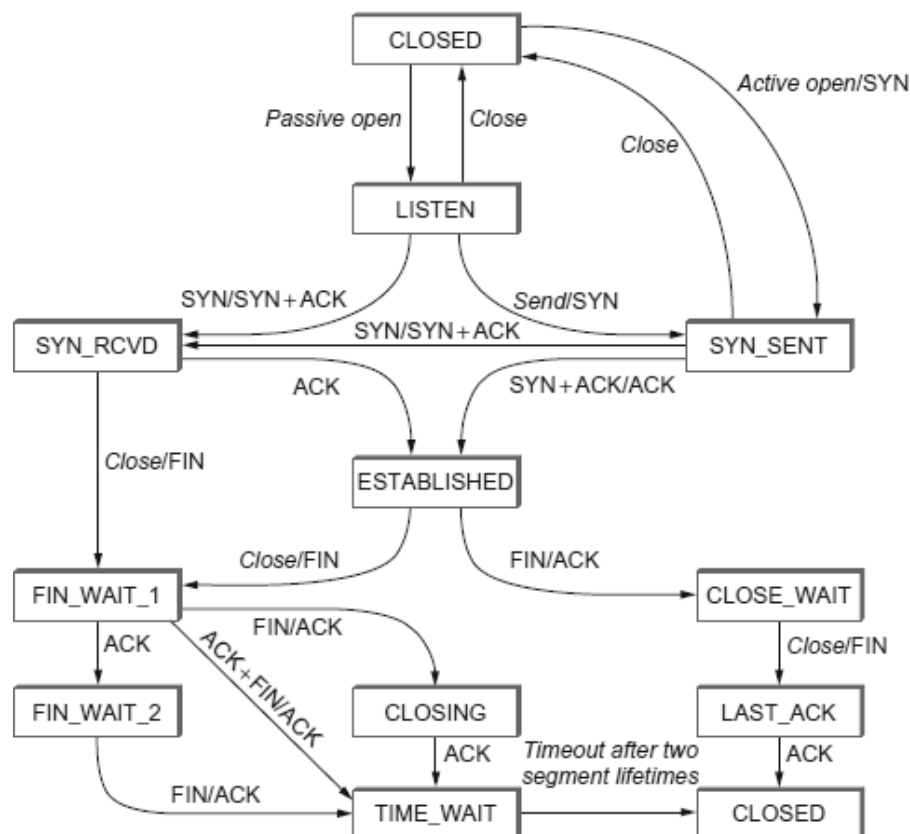 CLOSED
Active open/SYN
Passive open
Close
Close
LISTEN
SYN/SYN + ACK
Send/SYN
SYN/SYN + ACK
SYN_RCVD
SYN_SENT
ACK
SYN + ACK/ACK
Close/FIN
ESTABLISHED
Close/FIN
FIN/ACK
FIN_WAIT_1
CLOSE_WAIT
FIN/ACK
ACK
ACK + FIN/ACK
Close/FIN
FIN_WAIT_2
CLOSING
LAST_ACK
ACK
Timeout after two
segment lifetimes
ACK
FIN/ACK
TIME_WAIT
CLOSED